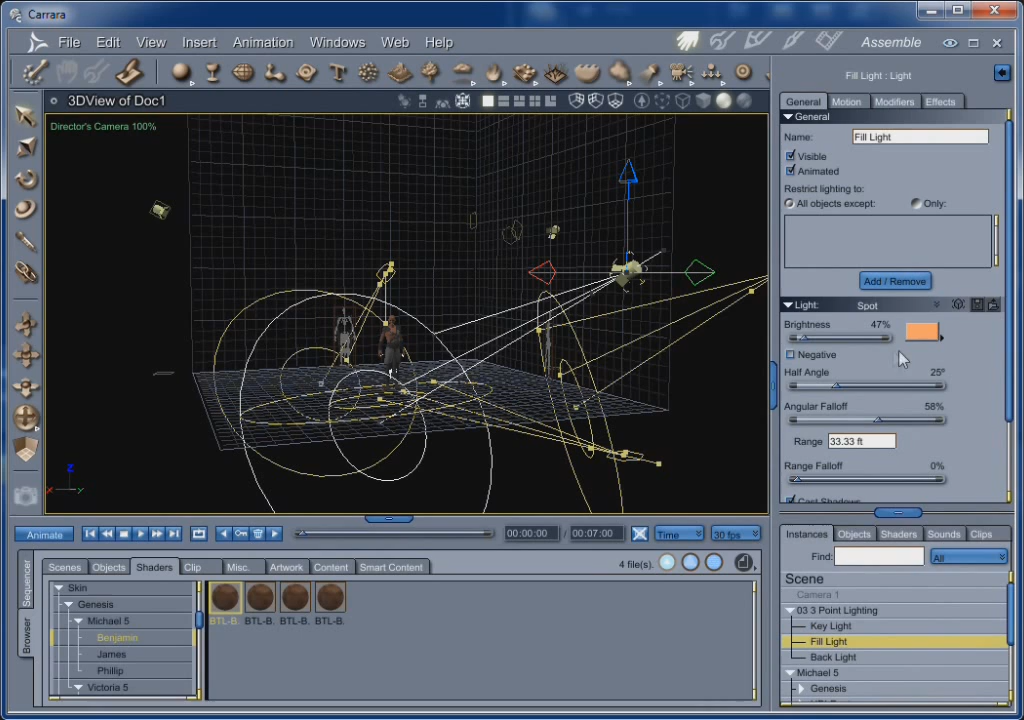 Carrara
File Edit View Insert Animation Windows Web Help
Assemble
3DView of Doc1
Fill Light : Light
Director's Camera 100%
General Motion Modifiers Effects
General
Name: Fill Light
Visible
Animated
Restrict lighting to:
All objects except: Only:
Add / Remove
Light: Spot
Brightness 47%
Negative
Half Angle 25º
Angular Falloff 58%
Range 33.33 ft
Range Falloff 0%
Cast Shadows
Z
X Y
Animate 00:00:00 / 00:07:00 Time 30 fps
Instances Objects Shaders Sounds Clips
Find: All
Sequencer
Browser
Scenes Objects Shaders Clip Misc. Artwork Content Smart Content 4 file(s).
Skin
Genesis
Michael 5
Benjamin
James
Phillip
Victoria 5
BTL-B. BTL-B. BTL-B. BTL-B.
Scene
Camera 1
03 3 Point Lighting
Key Light
Fill Light
Back Light
Michael 5
Genesis